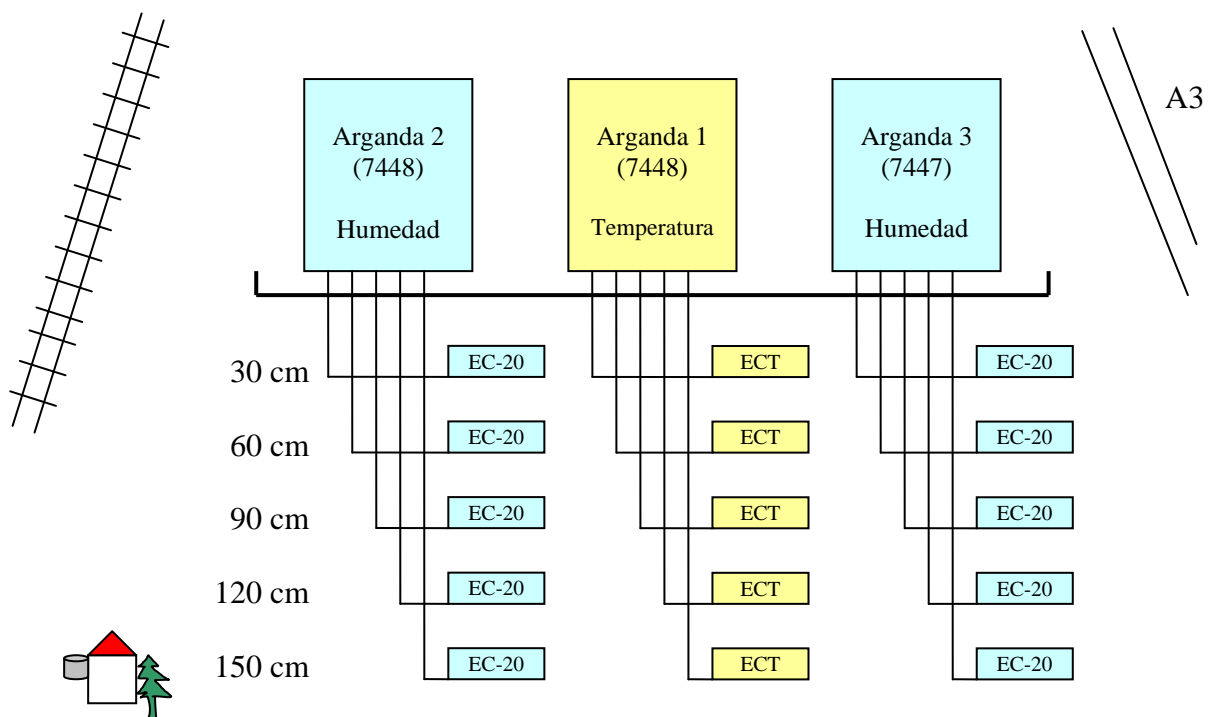 A3
Arganda 2
(7448)
Humedad
Arganda 1
(7448)
Temperatura
Arganda 3
(7447)
Humedad
30 cm
EC-20
ECT
EC-20
60 cm
EC-20
ECT
EC-20
90 cm
EC-20
ECT
EC-20
120 cm
EC-20
ECT
EC-20
150 cm
EC-20
ECT
EC-20